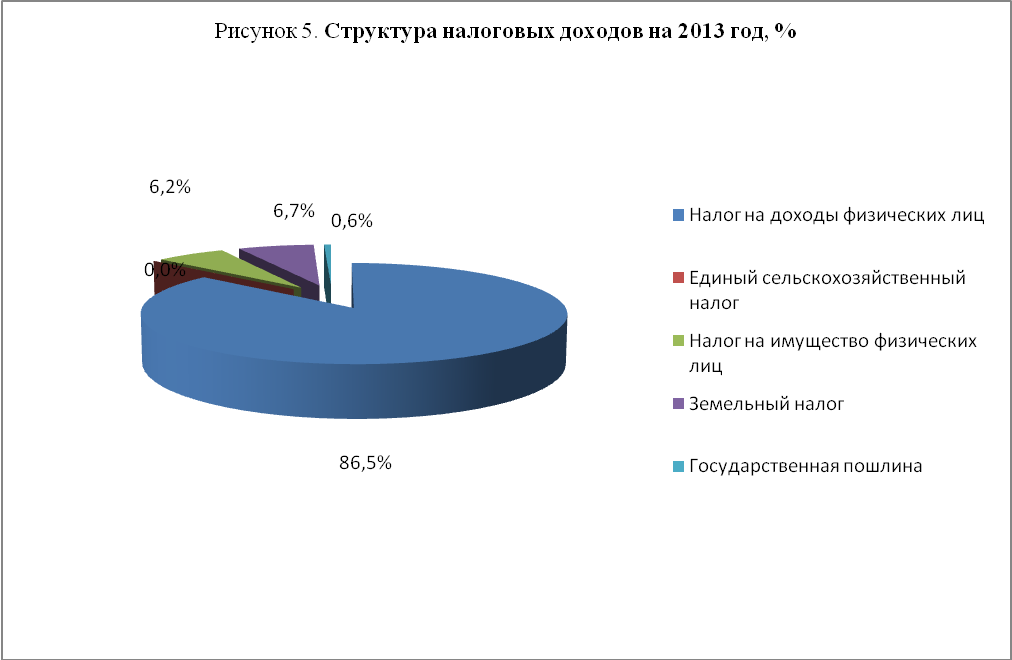 Рисунок 5. Структура налоговых доходов на 2013 год, %
6,2%
6,7%
0,6%
0,0%
86,5%
Налог на доходы физических лиц
Единый сельскохозяйственный
налог
Налог на имущество физических
лиц
Земельный налог
Государственная пошлина